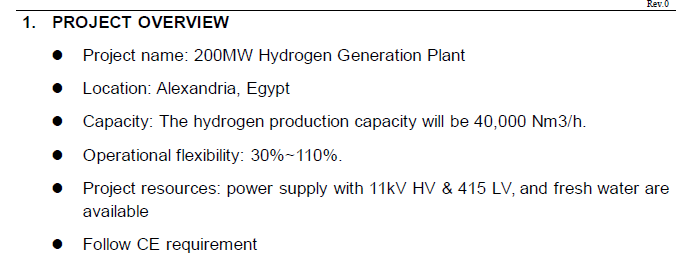 Rev.0
1. PROJECT OVERVIEW
● Project name: 200MW Hydrogen Generation Plant
● Location: Alexandria, Egypt
● Capacity: The hydrogen production capacity will be 40,000 Nm3/h.
● Operational flexibility: 30%~110%.
● Project resources: power supply with 11kV HV & 415 LV, and fresh water are
available
● Follow CE requirement